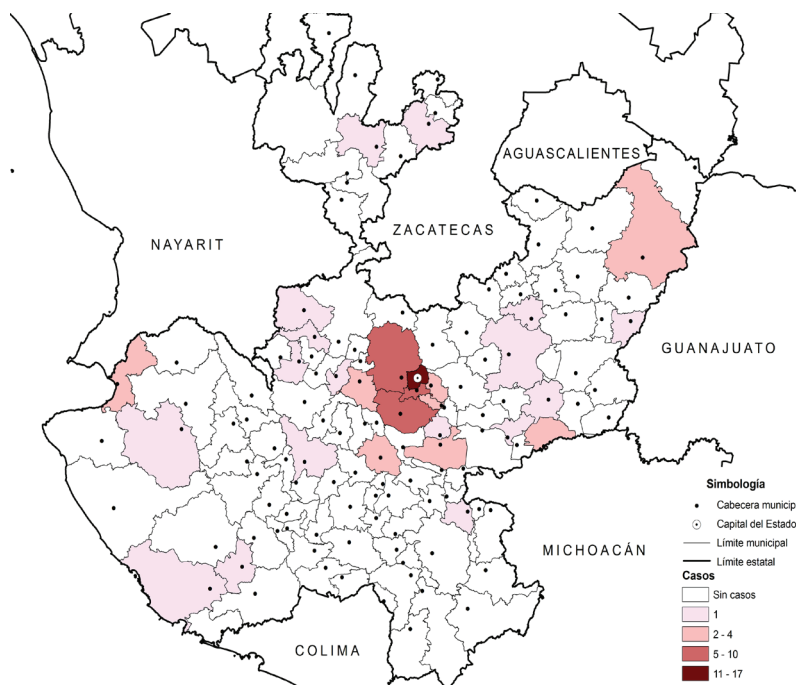 AGUASCALIENTES
ZACATECAS
NAYARIT
GUANAJUATO
Simbología
Cabecera municip
Capital del Estado
Límite municipal
Límite estatal
MICHOACÁN
Casos
Sin casos
1
2 - 4
COLIMA
5 - 10
11 - 17